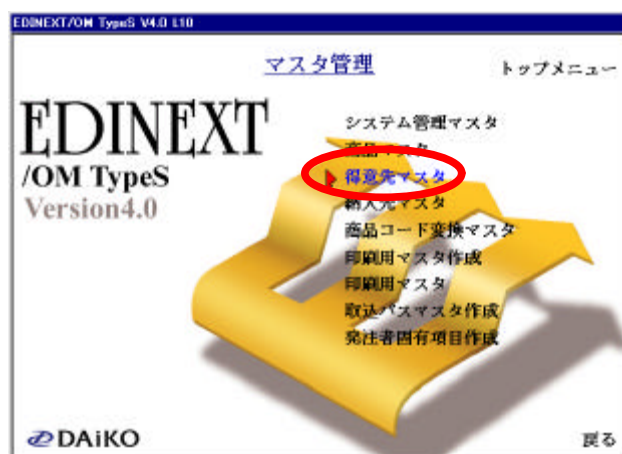 EDINEXT/OM TypeS V4.0 L10
マスタ管理
トップメニュー
EDINEXT
/OM TypeS
Version4.0
システム管理マスタ
商品マスタ
得意先マスタ
納入先マスタ
商品コード変換マスタ
印刷用マスタ作成
印刷用マスタ
取込パスマスタ作成
発注者固有項目作成
DAiKO
戻る